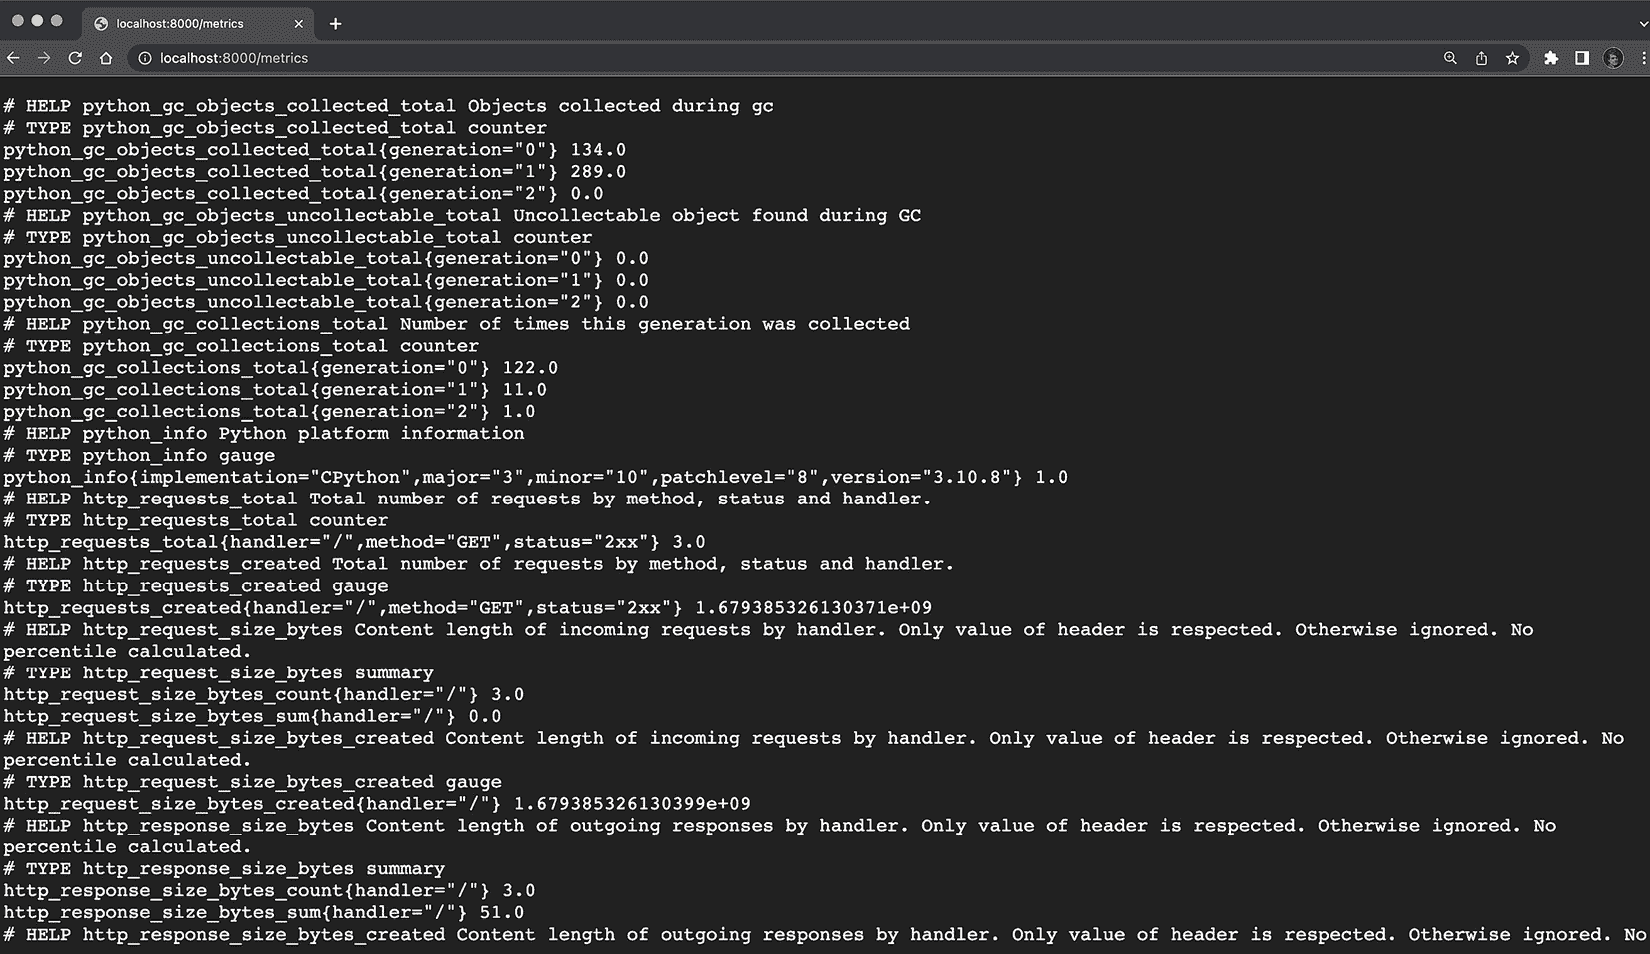 localhost:8000/metrics
localhost:8000/metrics
# HELP python_gc_objects_collected_total Objects collected during gc
# TYPE python_gc_objects_collected_total counter
python_gc_objects_collected_total{generation="0"} 134.0
python_gc_objects_collected_total{generation="1"} 289.0
python_gc_objects_collected_total{generation="2"} 0.0
# HELP python_gc_objects_uncollectable_total Uncollectable object found during GC
# TYPE python_gc_objects_uncollectable_total counter
python_gc_objects_uncollectable_total{generation="0"} 0.0
python_gc_objects_uncollectable_total{generation="1"} 0.0
python_gc_objects_uncollectable_total{generation="2"} 0.0
# HELP python_gc_collections_total Number of times this generation was collected
# TYPE python_gc_collections_total counter
python_gc_collections_total{generation="0"} 122.0
python_gc_collections_total{generation="1"} 11.0
python_gc_collections_total{generation="2"} 1.0
# HELP python_info Python platform information
# TYPE python_info gauge
python_info{implementation="CPython",major="3",minor="10",patchlevel="8",version="3.10.8"} 1.0
# HELP http_requests_total Total number of requests by method, status and handler.
# TYPE http_requests_total counter
http_requests_total{handler="/",method="GET",status="2xx"} 3.0
# HELP http_requests_created Total number of requests by method, status and handler.
# TYPE http_requests_created gauge
http_requests_created{handler="/",method="GET",status="2xx"} 1.679385326130371e+09
# HELP http_request_size_bytes Content length of incoming requests by handler. Only value of header is respected. Otherwise ignored. No
percentile calculated.
# TYPE http_request_size_bytes summary
http_request_size_bytes_count{handler="/"} 3.0
http_request_size_bytes_sum{handler="/"} 0.0
# HELP http_request_size_bytes_created Content length of incoming requests by handler. Only value of header is respected. Otherwise ignored. No
percentile calculated.
# TYPE http_request_size_bytes_created gauge
http_request_size_bytes_created{handler="/"} 1.679385326130399e+09
# HELP http_response_size_bytes Content length of outgoing responses by handler. Only value of header is respected. Otherwise ignored. No
percentile calculated.
# TYPE http_response_size_bytes summary
http_response_size_bytes_count{handler="/"} 3.0
http_response_size_bytes_sum{handler="/"} 51.0
# HELP http_response_size_bytes_created Content length of outgoing responses by handler. Only value of header is respected. Otherwise ignored. No